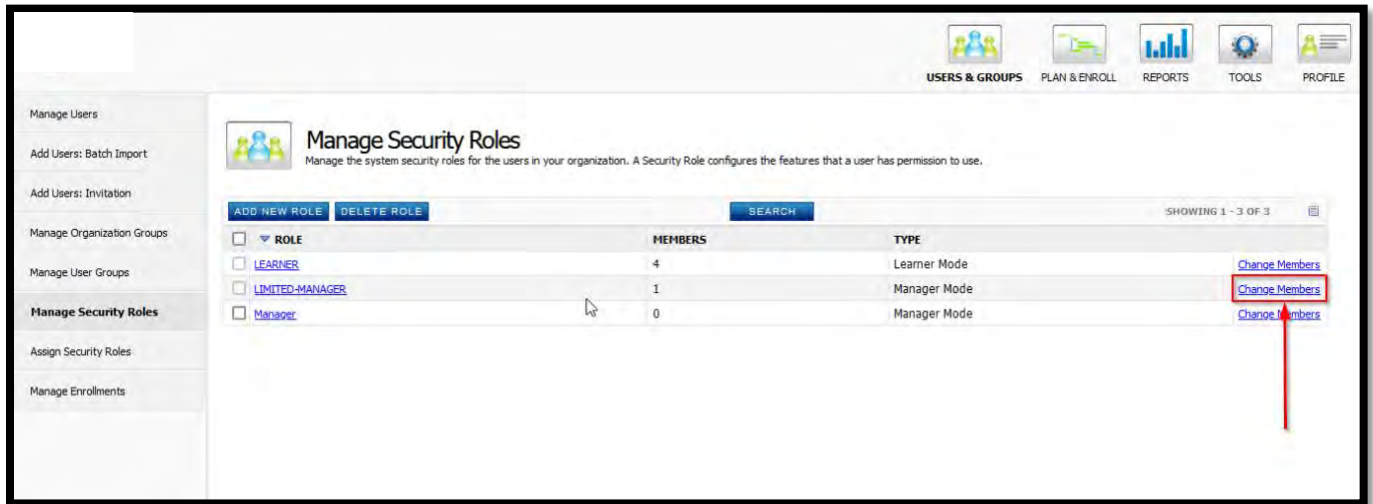 USERS & GROUPS PLAN & ENROLL REPORTS TOOLS PROFILE
Manage Users
Add Users: Batch Import
Add Users: Invitation
Manage Organization Groups
Manage User Groups
Manage Security Roles
Assign Security Roles
Manage Enrollments
Manage Security Roles
Manage the system security roles for the users in your organization. A Security Role configures the features that a user has permission to use.
ADD NEW ROLE DELETE ROLE SEARCH SHOWING 1 - 3 OF 3
ROLE MEMBERS TYPE
LEARNER 4 Learner Mode Change Members
LIMITED-MANAGER 1 Manager Mode Change Members
Manager 0 Manager Mode Change Members